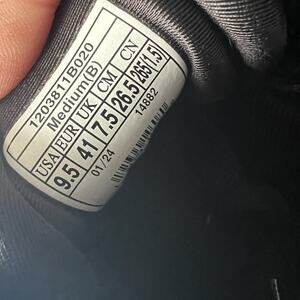 1203811B020
Medium(B)
USA EUR UK CM CN
9.5 41 7.5 26.5 265(1.5)
01/24 14882